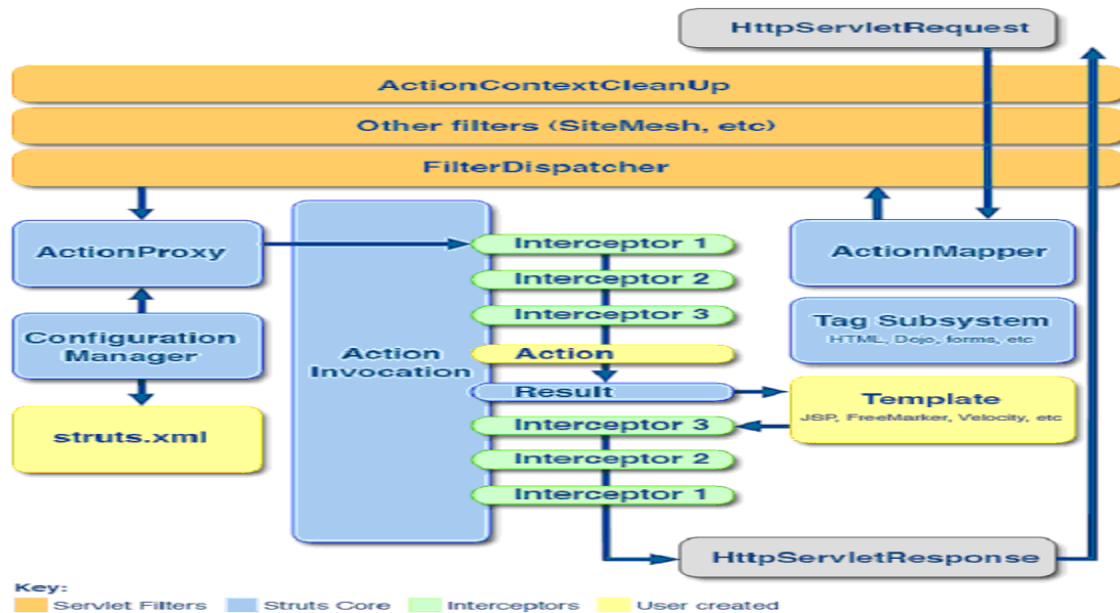 HttpServletRequest
ActionContextCleanUp
Other filters (SiteMesh, etc)
FilterDispatcher
ActionProxy
Interceptor 1
ActionMapper
Interceptor 2
Interceptor 3
Tag Subsystem
HTML, Dojo, forms, etc
Configuration
Manager
Action
Invocation
Action
Result
Template
JSP, FreeMarker, Velocity, etc
struts.xml
Interceptor 3
Interceptor 2
Interceptor 1
HttpServletResponse
Key:
Servlet Filters
Struts Core
Interceptors
User created